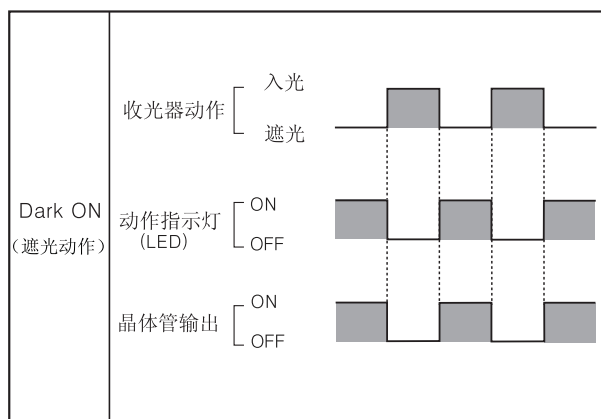 Dark ON
(遮光动作)
收光器动作
入光
遮光
动作指示灯
(LED)
ON
OFF
晶体管输出
ON
OFF